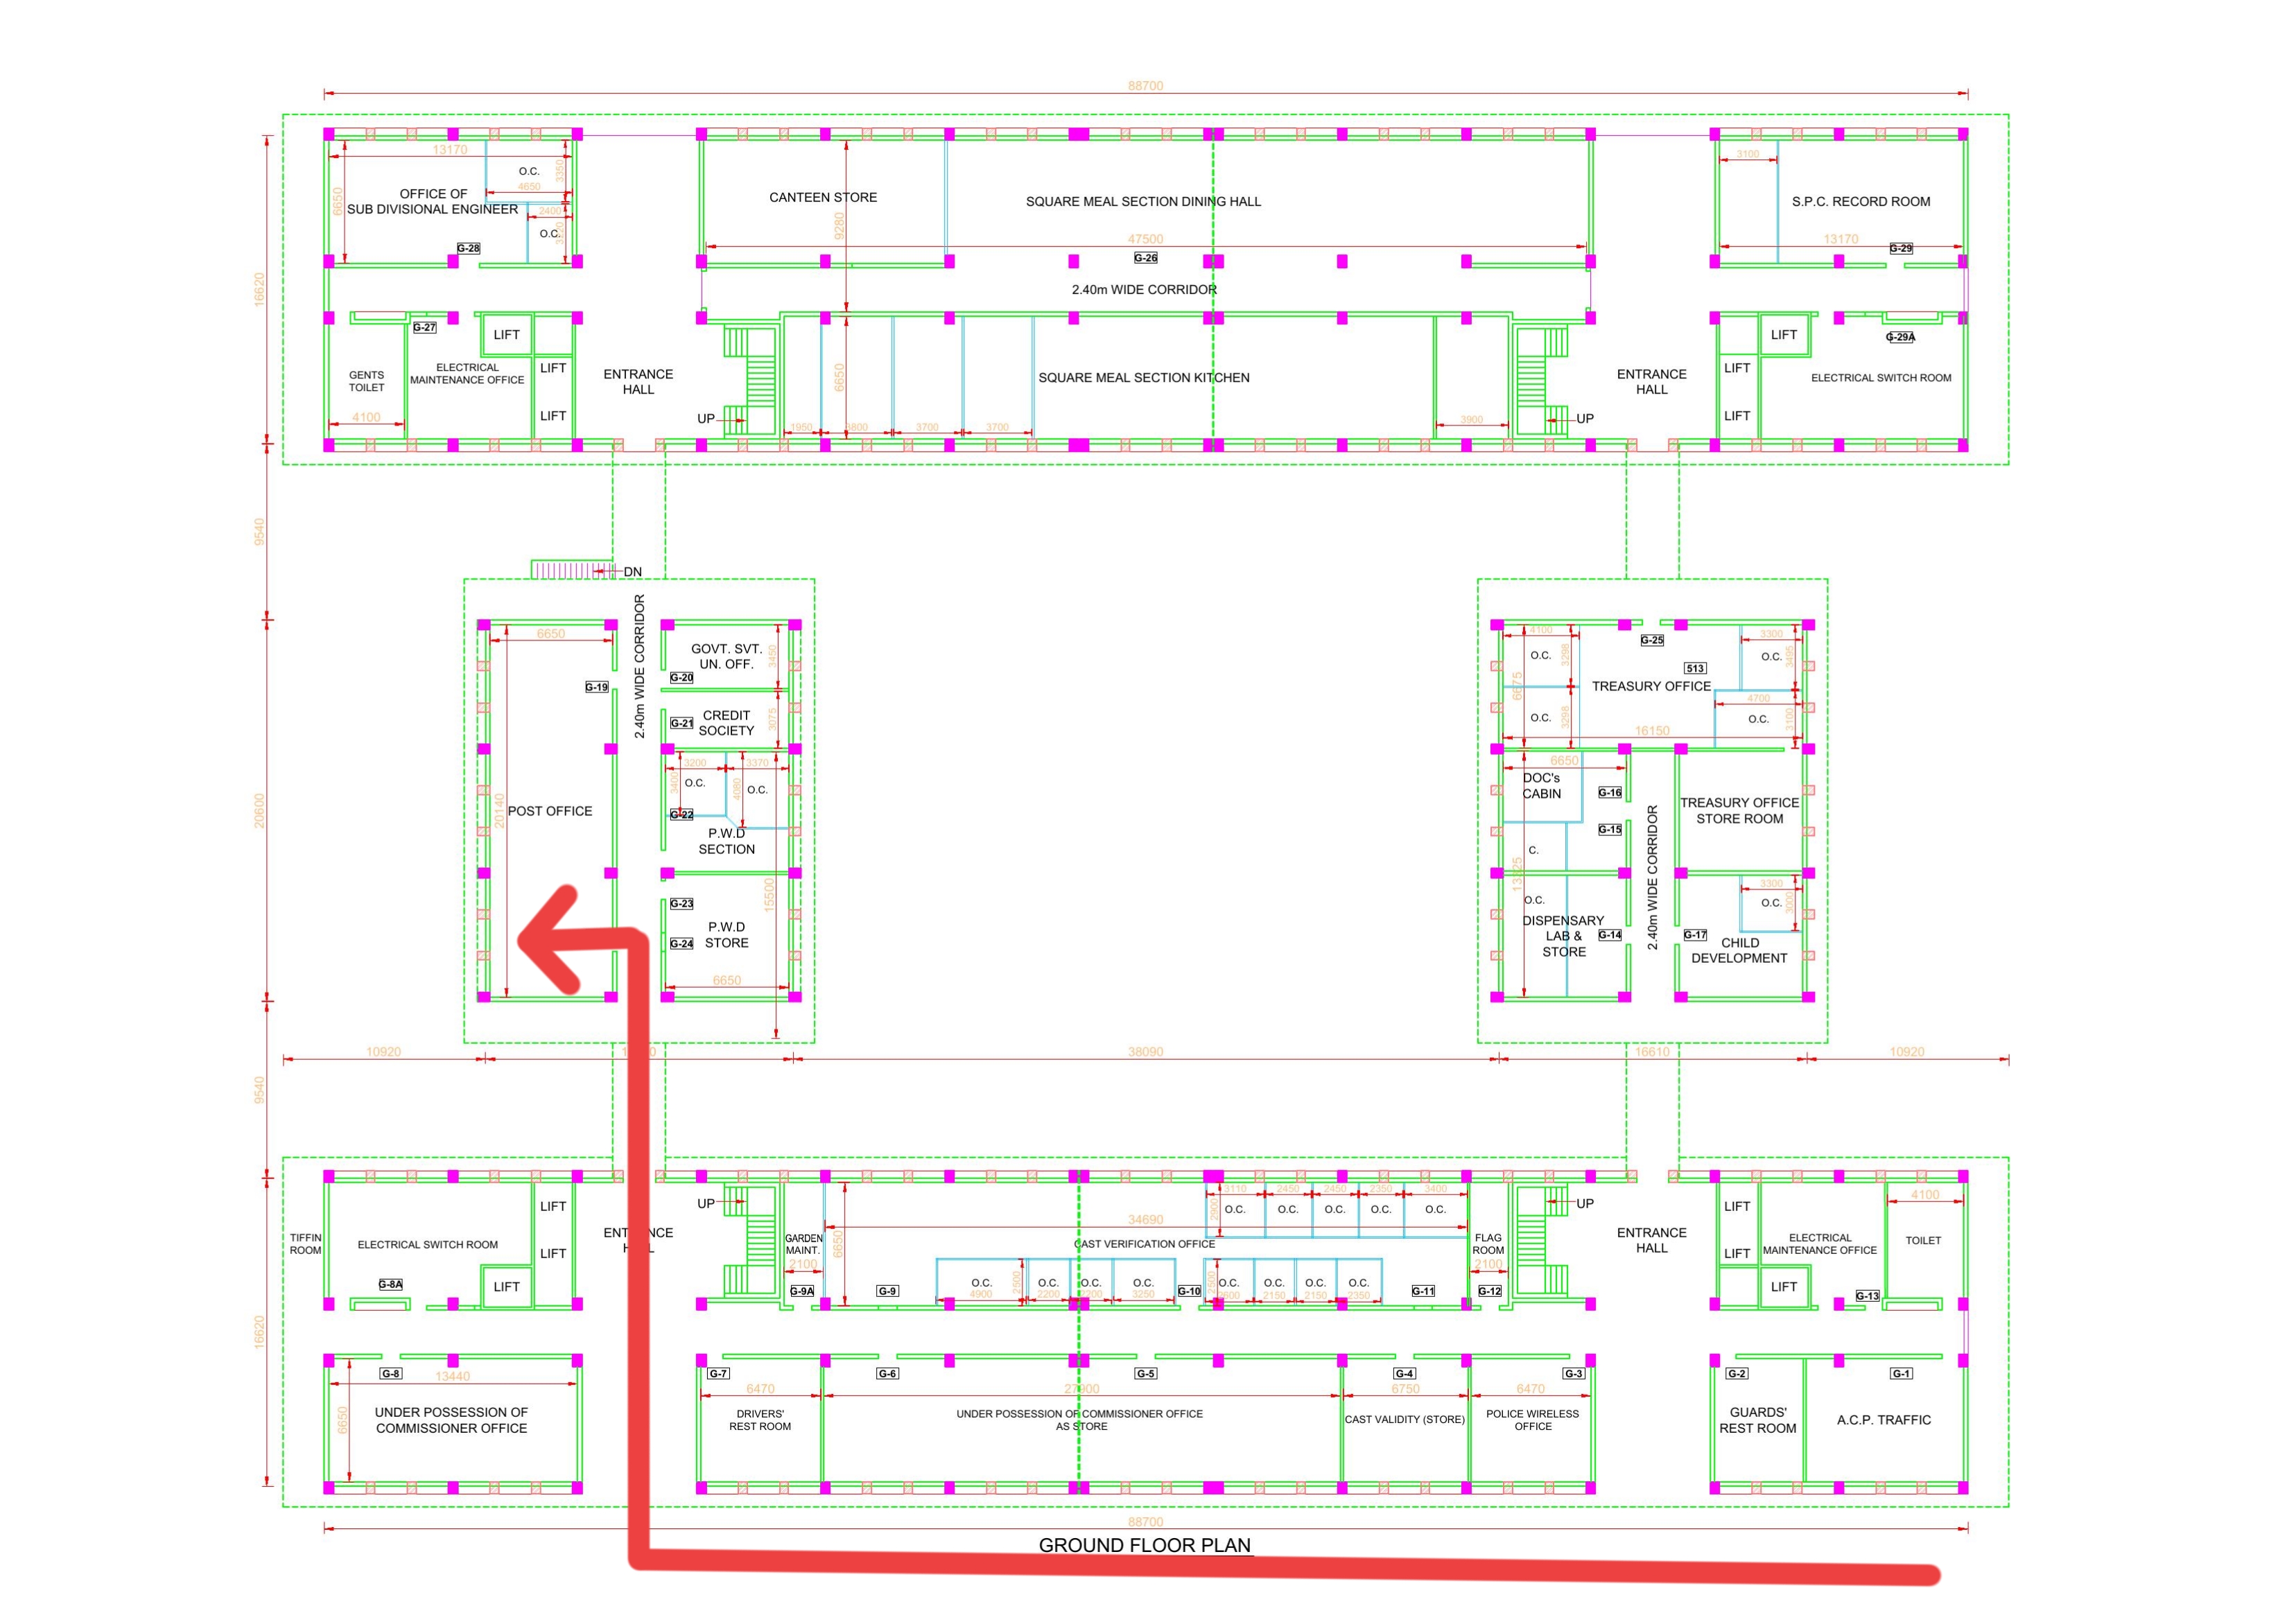 88700
13170
O.C.
3350
4650
6650
OFFICE OF
SUB DIVISIONAL ENGINEER
2400
O.C.
G-28
CANTEEN STORE
9280
SQUARE MEAL SECTION DINING HALL
47500
G-26
3100
S.P.C. RECORD ROOM
13170
G-29
16620
2.40m WIDE CORRIDOR
G-27
LIFT
GENTS
TOILET
ELECTRICAL
MAINTENANCE OFFICE
LIFT
LIFT
4100
ENTRANCE
HALL
UP
6650
SQUARE MEAL SECTION KITCHEN
1950
3800
3700
3700
3900
UP
ENTRANCE
HALL
LIFT
LIFT
LIFT
G-29A
ELECTRICAL SWITCH ROOM
9540
DN
2.40m WIDE CORRIDOR
6650
G-19
20140
POST OFFICE
GOVT. SVT.
UN. OFF.
3450
G-20
G-21
CREDIT
SOCIETY
3075
3200
3370
3400
O.C.
4080
O.C.
G-22
P.W.D
SECTION
15500
G-23
P.W.D
STORE
G-24
6650
20600
4100
G-25
3300
O.C.
3298
513
O.C.
3495
6675
TREASURY OFFICE
4700
O.C.
3298
O.C.
3100
16150
6650
DOC's
CABIN
G-16
TREASURY OFFICE
STORE ROOM
G-15
C.
2.40m WIDE CORRIDOR
O.C.
DISPENSARY
LAB &
STORE
G-14
G-17
3300
O.C.
3000
CHILD
DEVELOPMENT
10920
38090
16610
10920
9540
TIFFIN
ROOM
ELECTRICAL SWITCH ROOM
LIFT
LIFT
LIFT
G-8A
UP
GARDEN
MAINT.
2100
G-9A
6650
34690
3110
2450
2450
2350
3400
2900
O.C.
O.C.
O.C.
O.C.
O.C.
CAST VERIFICATION OFFICE
G-9
O.C.
O.C.
O.C.
O.C.
4900
2500
2200
2200
3250
G-10
2500
O.C.
O.C.
O.C.
O.C.
2150
2150
2350
G-11
FLAG
ROOM
2100
G-12
UP
ENTRANCE
HALL
LIFT
LIFT
LIFT
ELECTRICAL
MAINTENANCE OFFICE
G-13
4100
TOILET
16620
G-8
13440
6650
UNDER POSSESSION OF
COMMISSIONER OFFICE
G-7
6470
DRIVERS'
REST ROOM
G-6
G-5
27900
UNDER POSSESSION OF COMMISSIONER OFFICE
AS STORE
G-4
6750
CAST VALIDITY (STORE)
G-3
6470
POLICE WIRELESS
OFFICE
G-2
GUARDS'
REST ROOM
G-1
A.C.P. TRAFFIC
88700
GROUND FLOOR PLAN